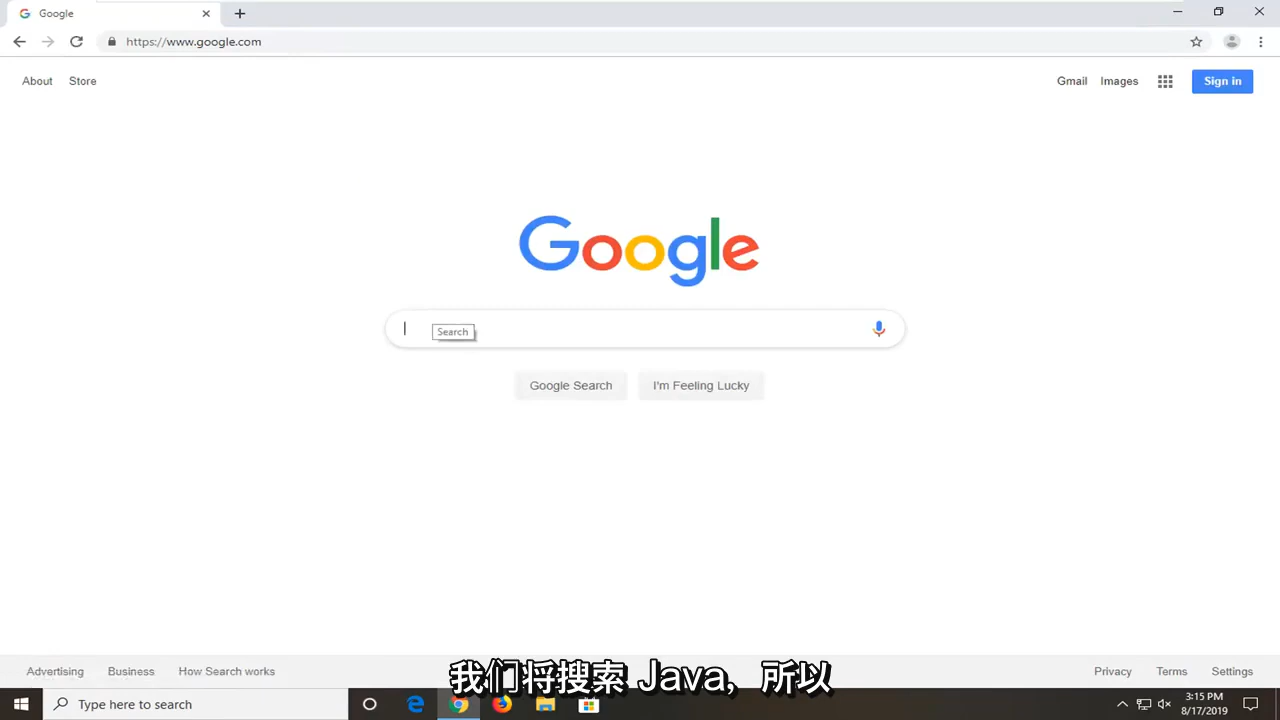 Google
https://www.google.com
About Store Gmail Images Sign in
Google
Search
Google Search I'm Feeling Lucky
Advertising Business How Search works Privacy Terms Settings
我们将搜索 Java, 所以
Type here to search
3:15 PM
8/17/2019